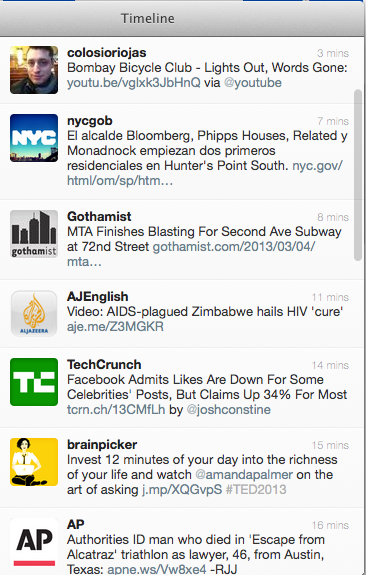 Timeline
colosioriojas 3 mins
Bombay Bicycle Club - Lights Out, Words Gone:
youtu.be/vglxk3JbHnQ via @youtube
nycgob 7 mins
NYC
El alcalde Bloomberg, Phipps Houses, Related y
Monadnock empiezan dos primeros
residenciales en Hunter's Point South. nyc.gov/
html/om/sp/htm…
Gothamist 8 mins
MTA Finishes Blasting For Second Ave Subway
at 72nd Street gothamist.com/2013/03/04/
gothamist
mta…
AJEnglish 11 mins
Video: AIDS-plagued Zimbabwe hails HIV 'cure'
aje.me/Z3MGKR
ALJAZEERA
TechCrunch 14 mins
TC
Facebook Admits Likes Are Down For Some
Celebrities' Posts, But Claims Up 34% For Most
tcrn.ch/13CMfLh by @joshconstine
brainpicker 15 mins
Invest 12 minutes of your day into the richness
of your life and watch @amandapalmer on the
art of asking j.mp/XQGvpS #TED2013
AP 16 mins
AP
Authorities ID man who died in 'Escape from
Alcatraz' triathlon as lawyer, 46, from Austin,
Texas: apne.ws/Vw8xe4 -RJJ